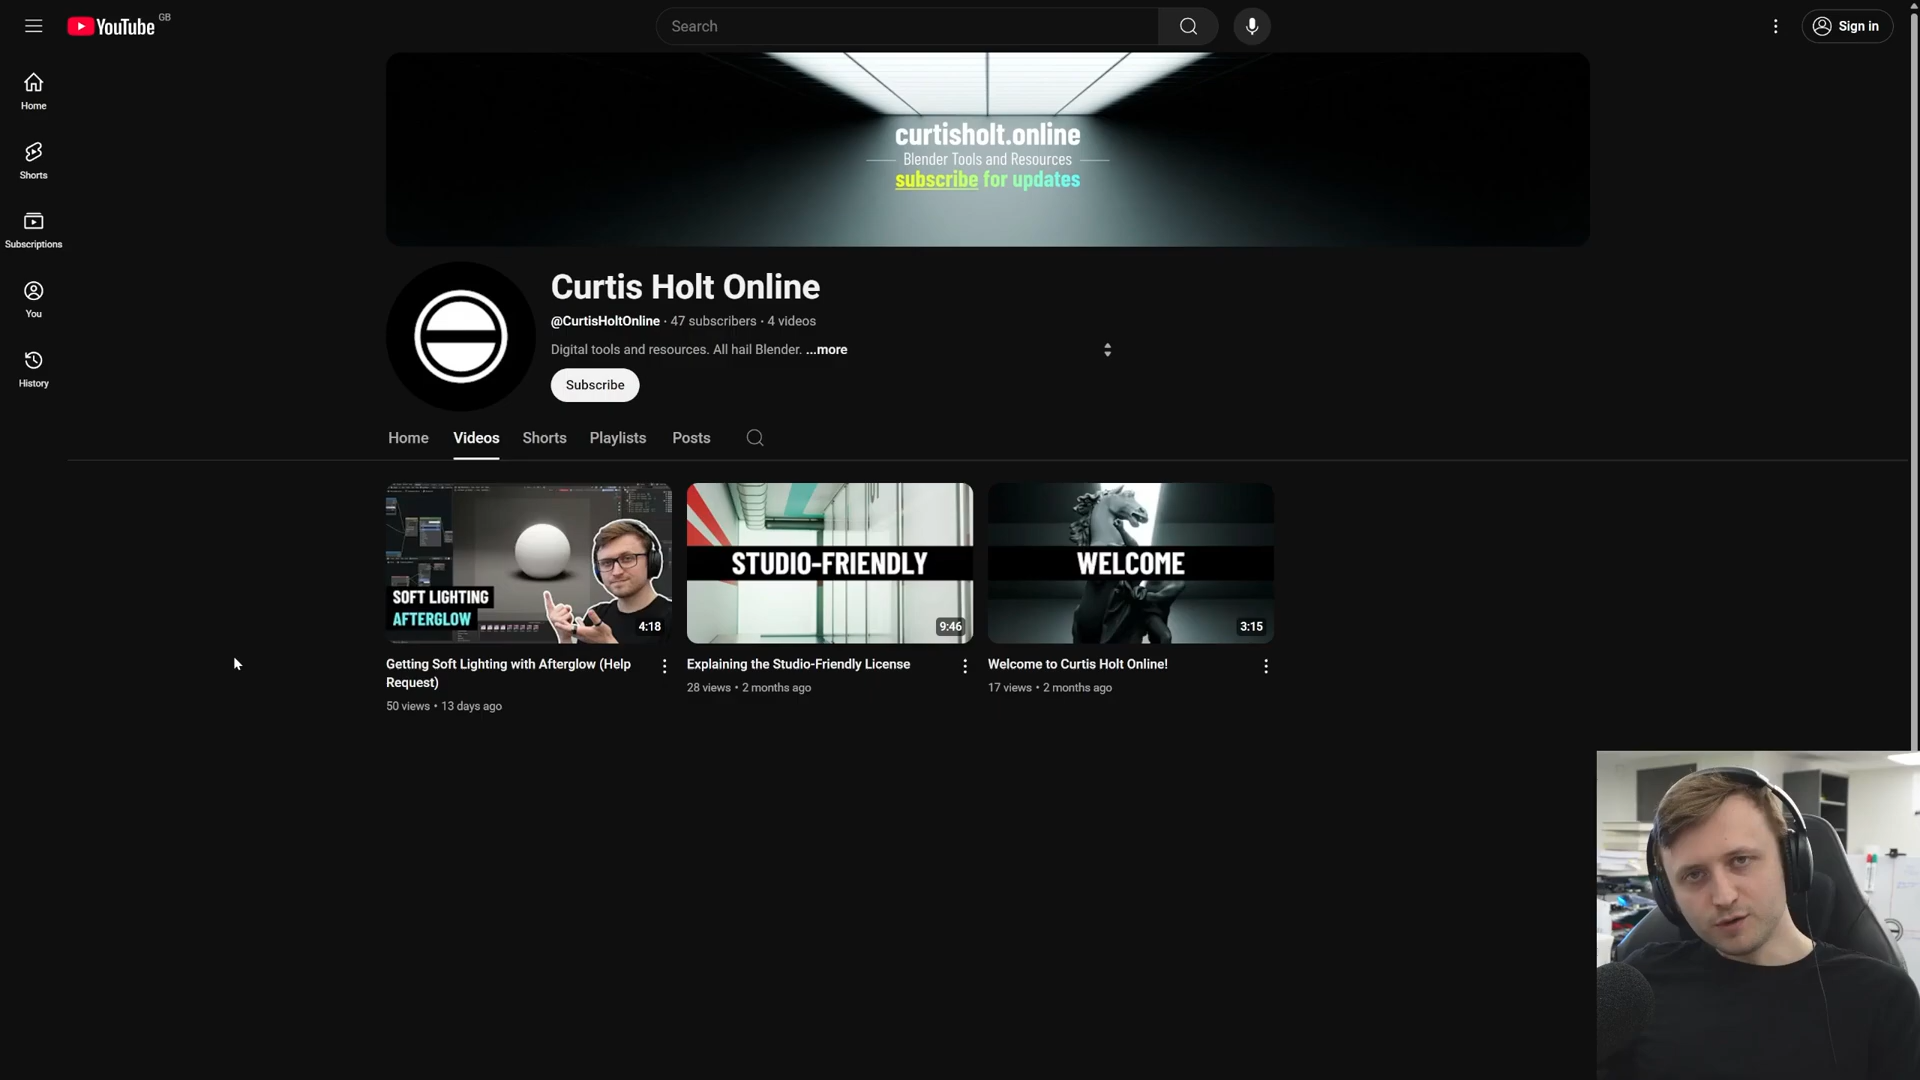 YouTube GB
Search
Sign in
Home
Shorts
Subscriptions
You
History
curtisholt.online
Blender Tools and Resources
subscribe for updates
Curtis Holt Online
@CurtisHoltOnline · 47 subscribers · 4 videos
Digital tools and resources. All hail Blender. ...more
Subscribe
Home Videos Shorts Playlists Posts
SOFT LIGHTING
AFTERGLOW
4:18
Getting Soft Lighting with Afterglow (Help
Request)
50 views • 13 days ago
STUDIO-FRIENDLY
9:46
Explaining the Studio-Friendly License
28 views • 2 months ago
WELCOME
3:15
Welcome to Curtis Holt Online!
17 views • 2 months ago